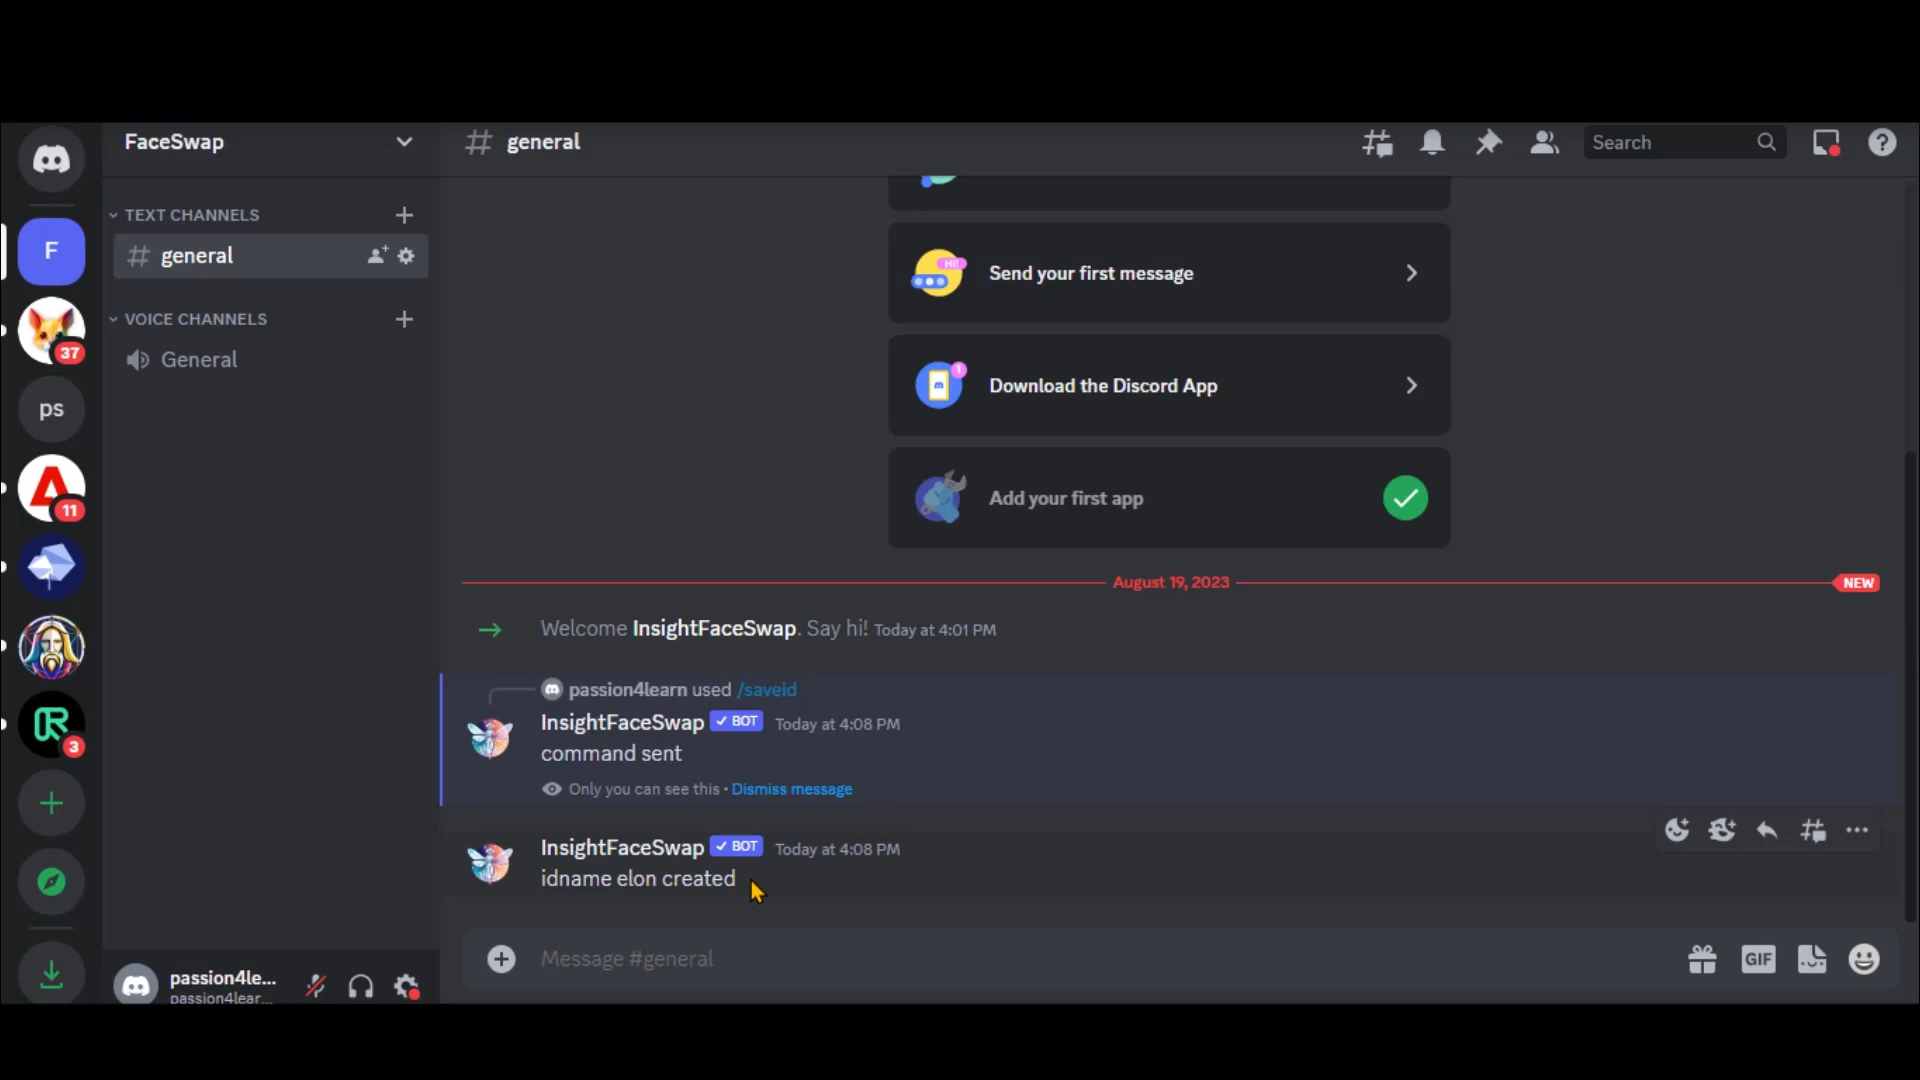 FaceSwap
# general
Search
TEXT CHANNELS
# general
VOICE CHANNELS
General
F
37
ps
11
3
Hi!
Send your first message
1
Download the Discord App
Add your first app
August 19, 2023
NEW
Welcome InsightFaceSwap. Say hi! Today at 4:01 PM
passion4learn used /saveid
InsightFaceSwap ✓ BOT Today at 4:08 PM
command sent
Only you can see this • Dismiss message
InsightFaceSwap ✓ BOT Today at 4:08 PM
idname elon created
Message #general
GIF
passion4le...
passion4lear...